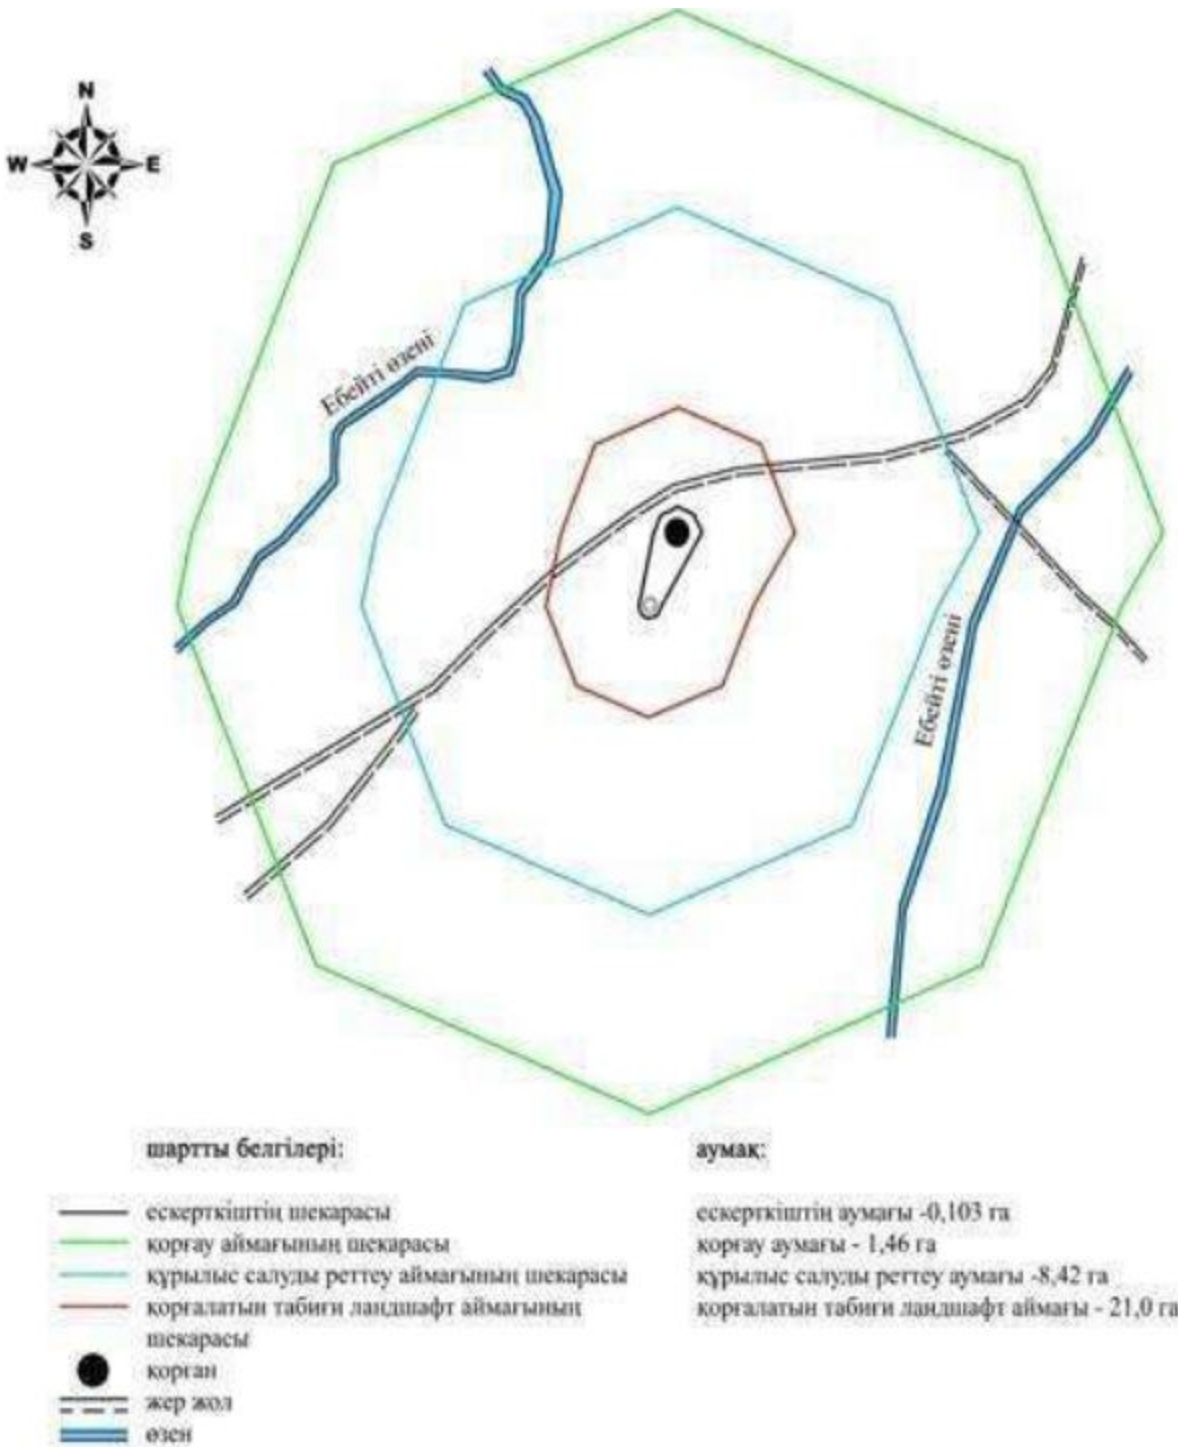 N
W E
S
Ебейті өзені
Ебейті өзені
шартты белгілері:
аумақ:
ескерткіштің шекарасы
ескерткіштің аумағы -0,103 га
қорғау аймағының шекарасы
қорғау аумағы - 1,46 га
құрылыс салуды реттеу аймағының шекарасы
құрылыс салуды реттеу аумағы -8,42 га
қорғалатын табиғи ландшафт аймағының
қорғалатын табиғи ландшафт аймағы - 21,0 га
шекарасы
қорған
жер жол
өзен